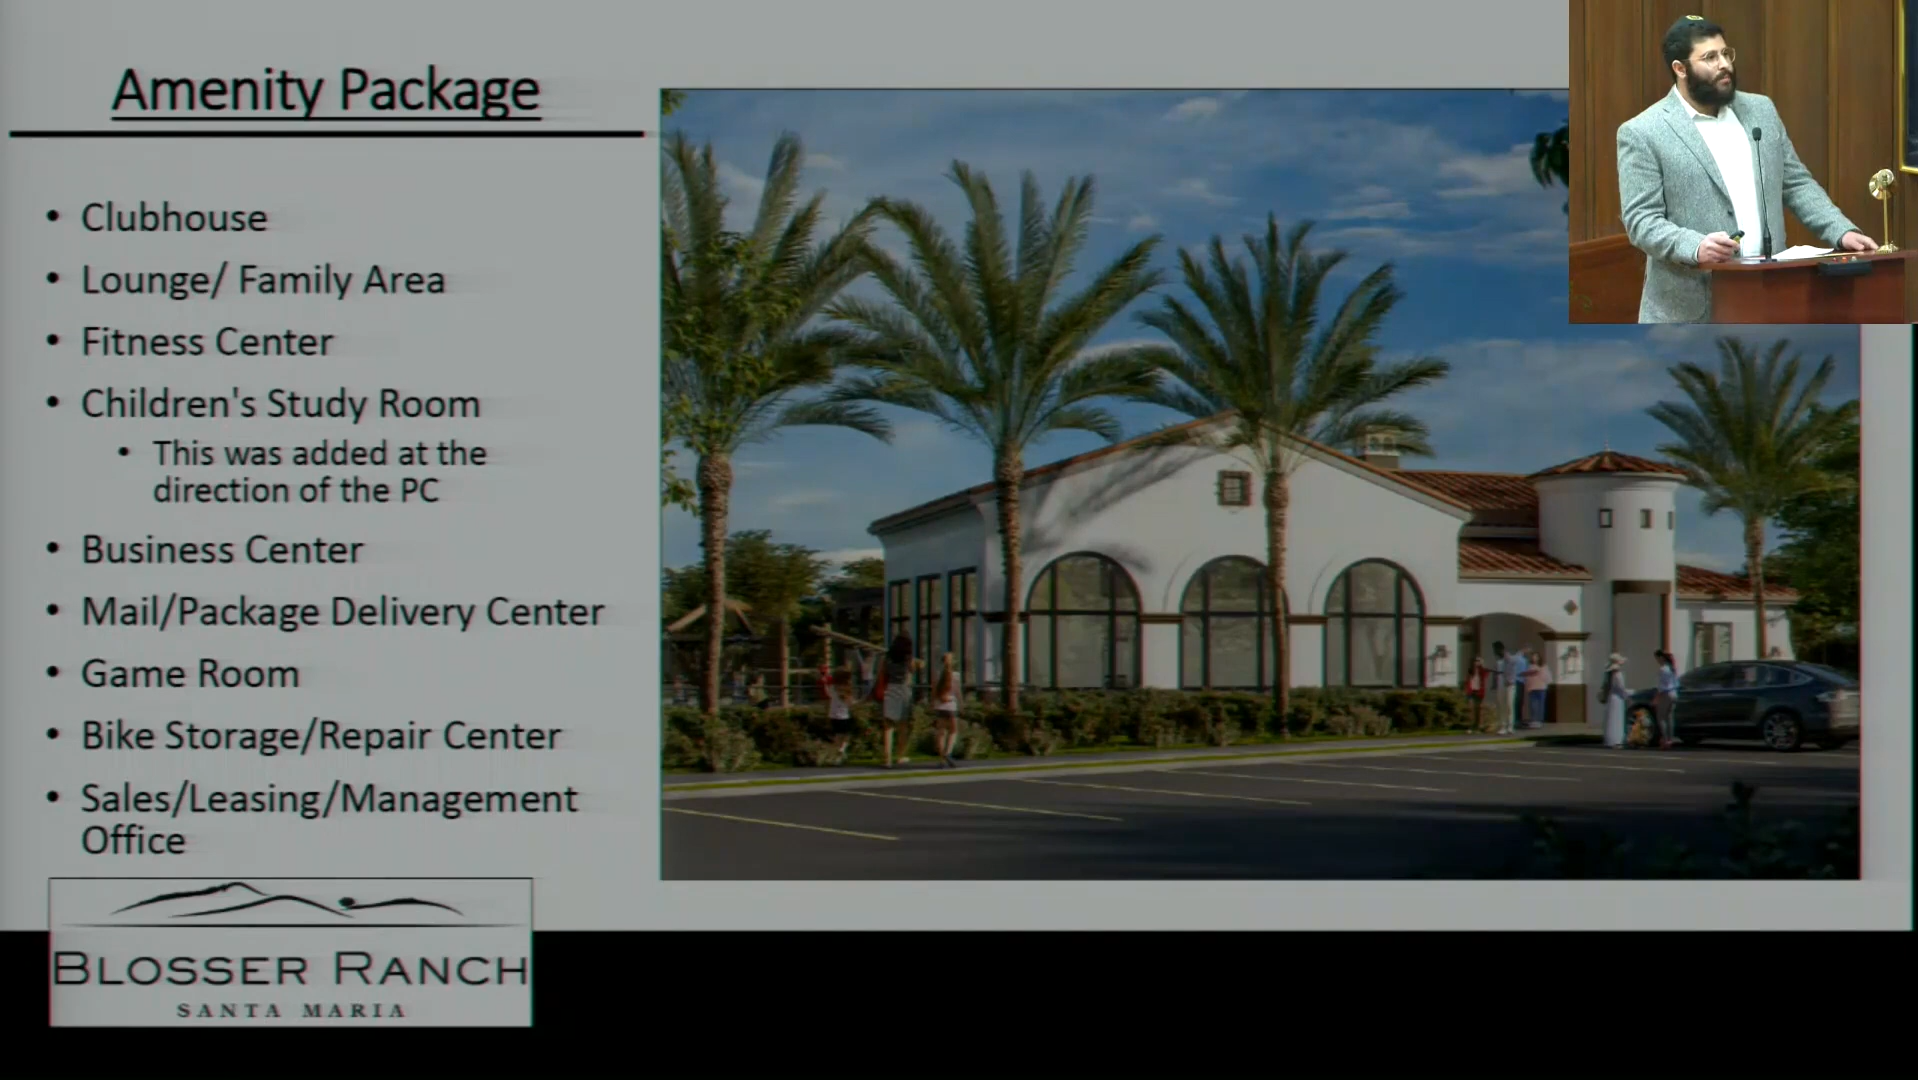 Amenity Package
• Clubhouse
• Lounge/ Family Area
• Fitness Center
• Children's Study Room
• This was added at the
direction of the PC
• Business Center
• Mail/Package Delivery Center
• Game Room
• Bike Storage/Repair Center
• Sales/Leasing/Management
Office
BLOSSER RANCH
SANTA MARIA